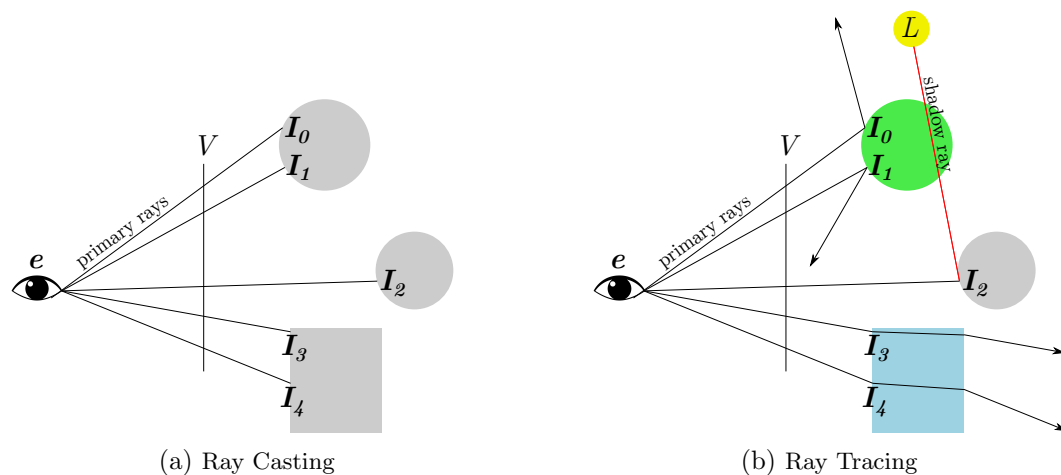 V
I0
I1
primary rays
e
I2
I3
I4
(a) Ray Casting
L
shadow ray
V
I0
I1
primary rays
e
I2
I3
I4
(b) Ray Tracing